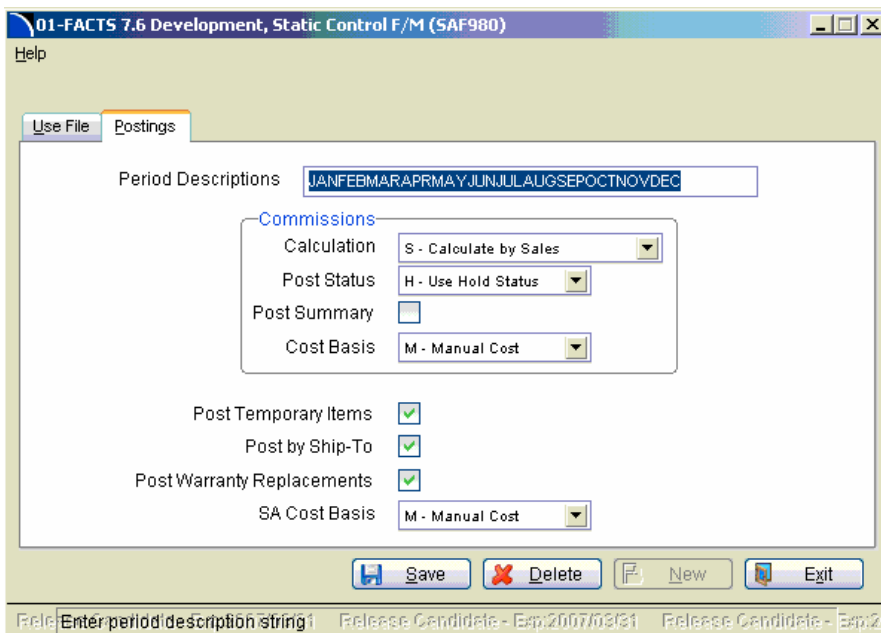 01-FACTS 7.6 Development, Static Control F/M (SAF980)
Help
Use File Postings
Period Descriptions JANFEBMARAPRMAYJUNJULAUGSEPOCTNOVDEC
Commissions
Calculation S - Calculate by Sales
Post Status H - Use Hold Status
Post Summary
Cost Basis M - Manual Cost
Post Temporary Items
Post by Ship-To
Post Warranty Replacements
SA Cost Basis M - Manual Cost
Save Delete New Exit
Enter period description string Release Candidate - Exp:2007/03/31 Release Candidate - Exp:2